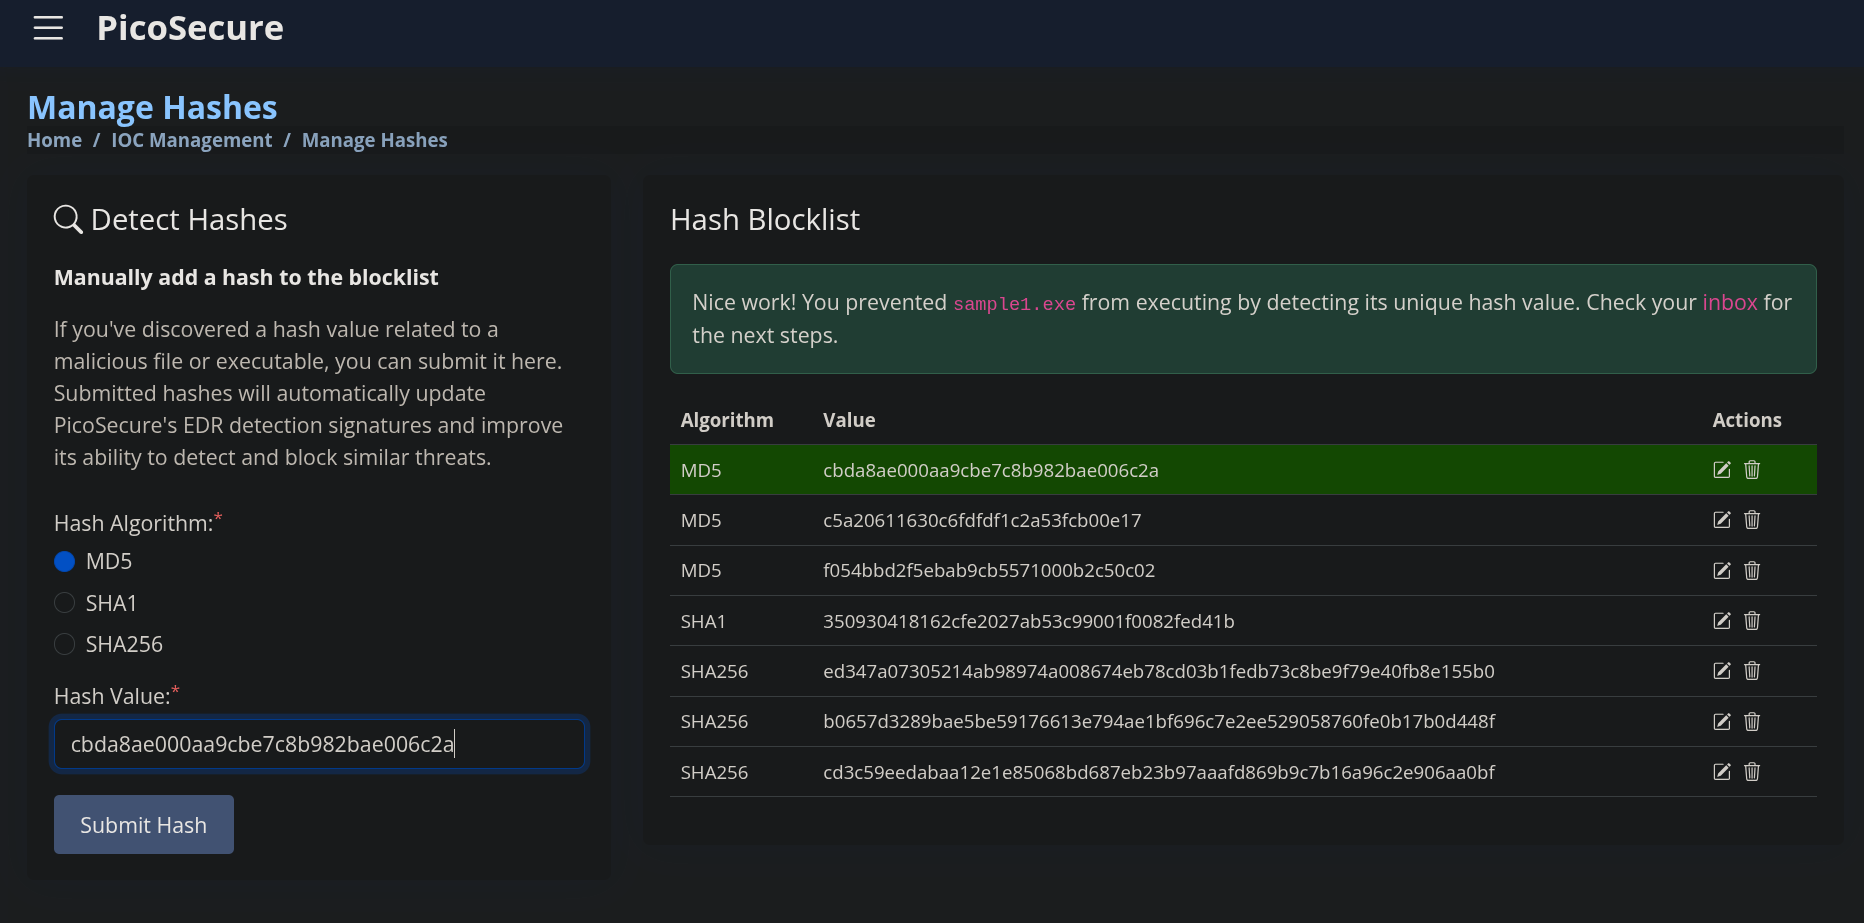 PicoSecure
Manage Hashes
Home / IOC Management / Manage Hashes
Detect Hashes
Manually add a hash to the blocklist
If you've discovered a hash value related to a
malicious file or executable, you can submit it here.
Submitted hashes will automatically update
PicoSecure's EDR detection signatures and improve
its ability to detect and block similar threats.
Hash Algorithm:*
MD5
SHA1
SHA256
Hash Value:*
cbda8ae000aa9cbe7c8b982bae006c2a
Submit Hash
Hash Blocklist
Nice work! You prevented sample1.exe from executing by detecting its unique hash value. Check your inbox for
the next steps.
Algorithm Value Actions
MD5 cbda8ae000aa9cbe7c8b982bae006c2a
MD5 c5a20611630c6fdfdf1c2a53fcb00e17
MD5 f054bbd2f5ebab9cb5571000b2c50c02
SHA1 350930418162cfe2027ab53c99001f0082fed41b
SHA256 ed347a07305214ab98974a008674eb78cd03b1fedb73c8be9f79e40fb8e155b0
SHA256 b0657d3289bae5be59176613e794ae1bf696c7e2ee529058760fe0b17b0d448f
SHA256 cd3c59eedabaa12e1e85068bd687eb23b97aaafd869b9c7b16a96c2e906aa0bf